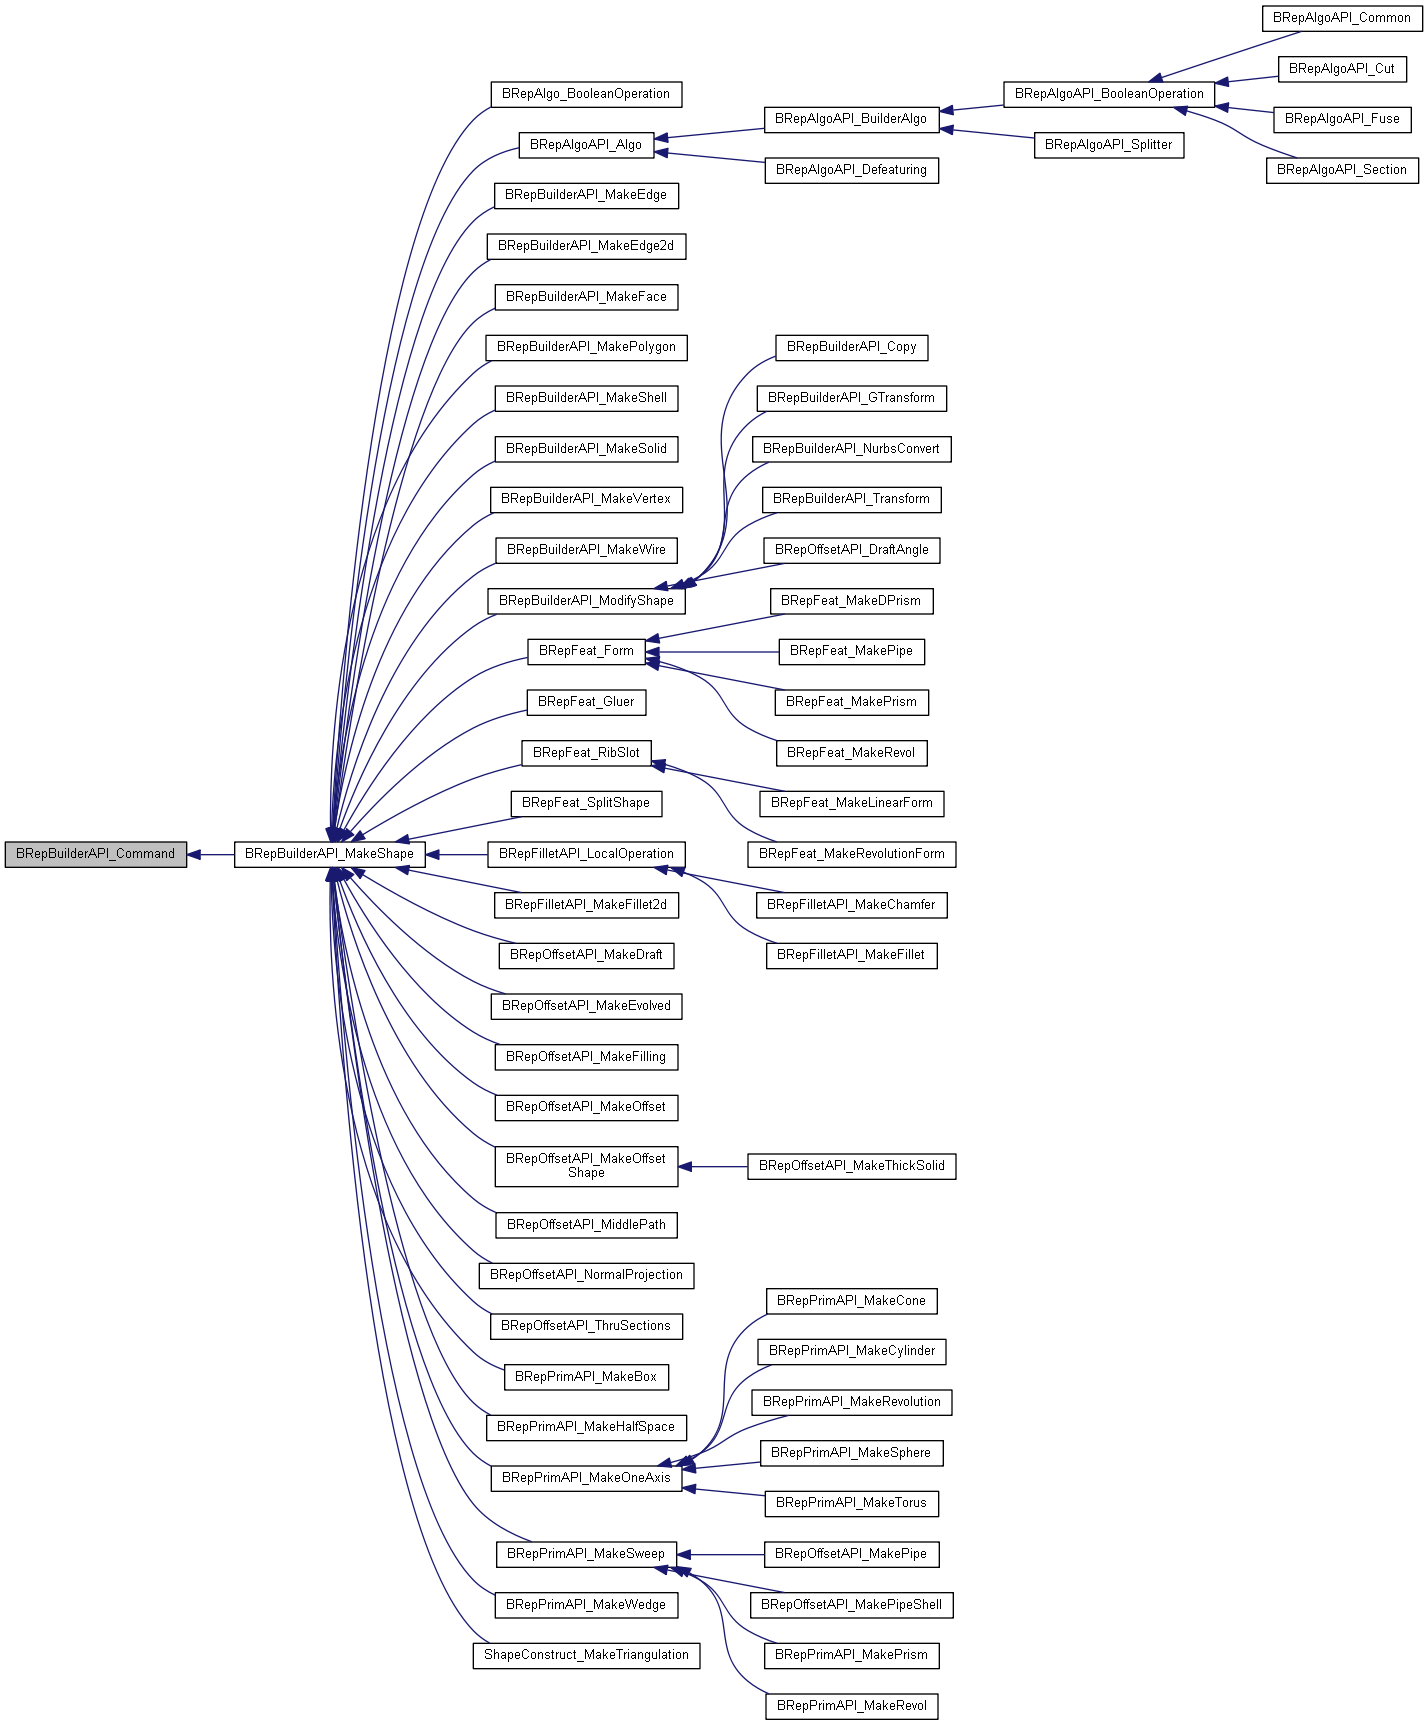 BRepAlgoAPI_Common
BRepAlgoAPI_Cut
BRepAlgo_BooleanOperation
BRepAlgoAPI_BooleanOperation
BRepAlgoAPI_BuilderAlgo
BRepAlgoAPI_Fuse
BRepAlgoAPI_Algo
BRepAlgoAPI_Splitter
BRepAlgoAPI_Defeaturing
BRepAlgoAPI_Section
BRepBuilderAPI_MakeEdge
BRepBuilderAPI_MakeEdge2d
BRepBuilderAPI_MakeFace
BRepBuilderAPI_MakePolygon
BRepBuilderAPI_Copy
BRepBuilderAPI_MakeShell
BRepBuilderAPI_GTransform
BRepBuilderAPI_MakeSolid
BRepBuilderAPI_NurbsConvert
BRepBuilderAPI_MakeVertex
BRepBuilderAPI_Transform
BRepBuilderAPI_MakeWire
BRepOffsetAPI_DraftAngle
BRepBuilderAPI_ModifyShape
BRepFeat_MakeDPrism
BRepFeat_Form
BRepFeat_MakePipe
BRepFeat_Gluer
BRepFeat_MakePrism
BRepFeat_RibSlot
BRepFeat_MakeRevol
BRepFeat_SplitShape
BRepFeat_MakeLinearForm
BRepBuilderAPI_Command
BRepBuilderAPI_MakeShape
BRepFilletAPI_LocalOperation
BRepFeat_MakeRevolutionForm
BRepFilletAPI_MakeFillet2d
BRepFilletAPI_MakeChamfer
BRepOffsetAPI_MakeDraft
BRepFilletAPI_MakeFillet
BRepOffsetAPI_MakeEvolved
BRepOffsetAPI_MakeFilling
BRepOffsetAPI_MakeOffset
BRepOffsetAPI_MakeOffset
Shape
BRepOffsetAPI_MakeThickSolid
BRepOffsetAPI_MiddlePath
BRepOffsetAPI_NormalProjection
BRepPrimAPI_MakeCone
BRepOffsetAPI_ThruSections
BRepPrimAPI_MakeCylinder
BRepPrimAPI_MakeBox
BRepPrimAPI_MakeRevolution
BRepPrimAPI_MakeHalfSpace
BRepPrimAPI_MakeSphere
BRepPrimAPI_MakeOneAxis
BRepPrimAPI_MakeTorus
BRepPrimAPI_MakeSweep
BRepOffsetAPI_MakePipe
BRepPrimAPI_MakeWedge
BRepOffsetAPI_MakePipeShell
ShapeConstruct_MakeTriangulation
BRepPrimAPI_MakePrism
BRepPrimAPI_MakeRevol